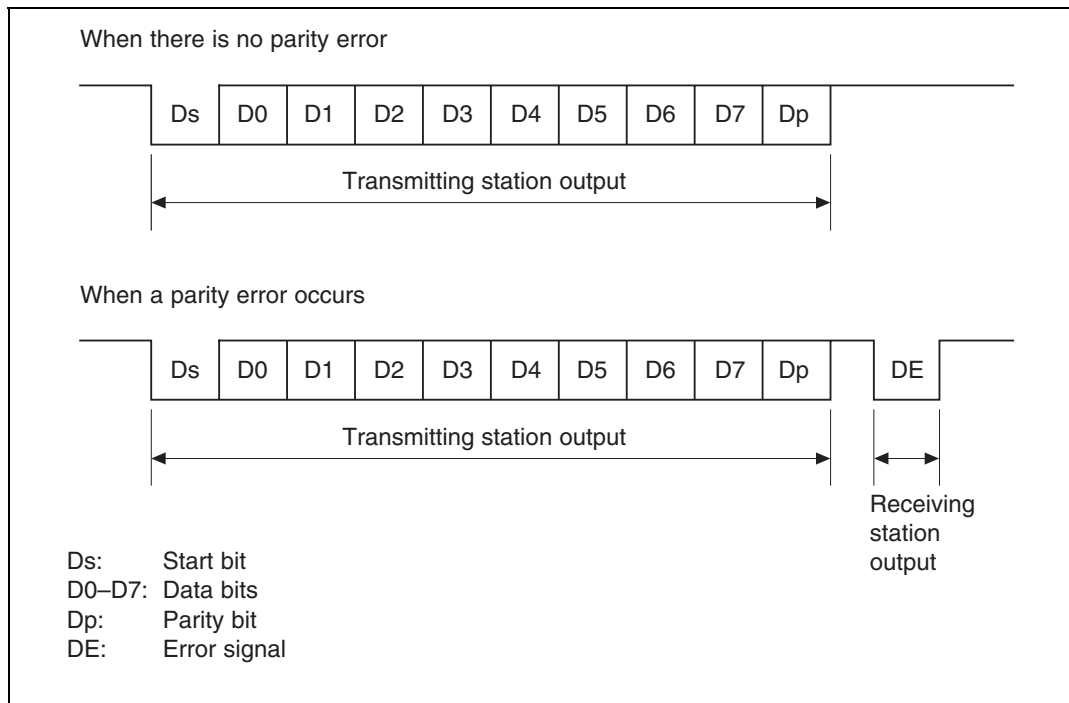 When there is no parity error
Ds D0 D1 D2 D3 D4 D5 D6 D7 Dp
Transmitting station output
When a parity error occurs
Ds D0 D1 D2 D3 D4 D5 D6 D7 Dp DE
Transmitting station output
Receiving
station
output
Ds: Start bit
D0–D7: Data bits
Dp: Parity bit
DE: Error signal